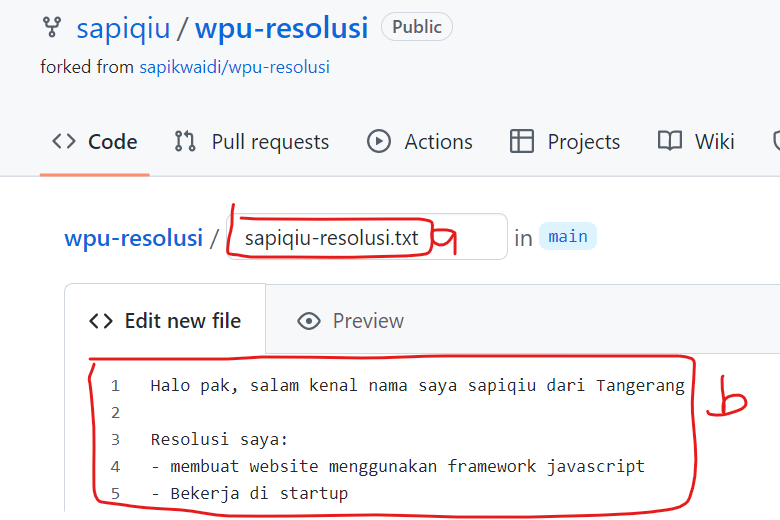 sapiqiu / wpu-resolusi Public
forked from sapikwaidi/wpu-resolusi
Code Pull requests Actions Projects Wiki
wpu-resolusi / sapiqiu-resolusi.txt a in main
<> Edit new file Preview
1 Halo pak, salam kenal nama saya sapiqiu dari Tangerang
b
2
3 Resolusi saya:
4 - membuat website menggunakan framework javascript
5 - Bekerja di startup